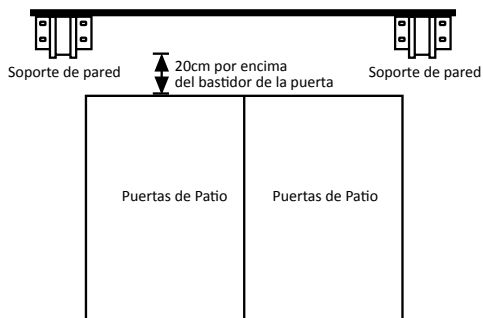 20cm por encima
del bastidor de la puerta
Soporte de pared
Soporte de pared
Puertas de Patio
Puertas de Patio